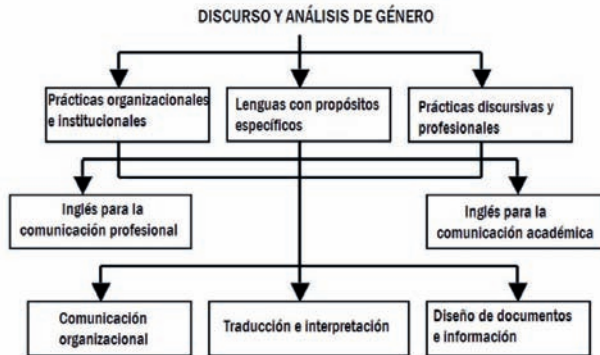 DISCURSO Y ANÁLISIS DE GÉNERO
Prácticas organizacionales
e institucionales
Lenguas con propósitos
específicos
Prácticas discursivas y
profesionales
Inglés para la
comunicación profesional
Inglés para la
comunicación académica
Comunicación
organizacional
Traducción e interpretación
Diseño de documentos
e información